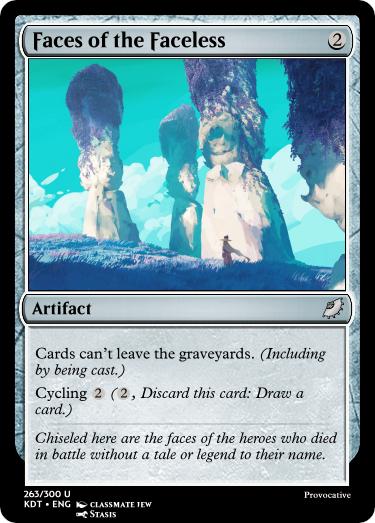 Faces of the Faceless 2
Artifact
Cards can't leave the graveyards. (Including
by being cast.)
Cycling 2 (2, Discard this card: Draw a
card.)
Chiseled here are the faces of the heroes who died
in battle without a tale or legend to their name.
263/300 U
KDT • ENG CLASSMATE JEW Provocative
STASIS